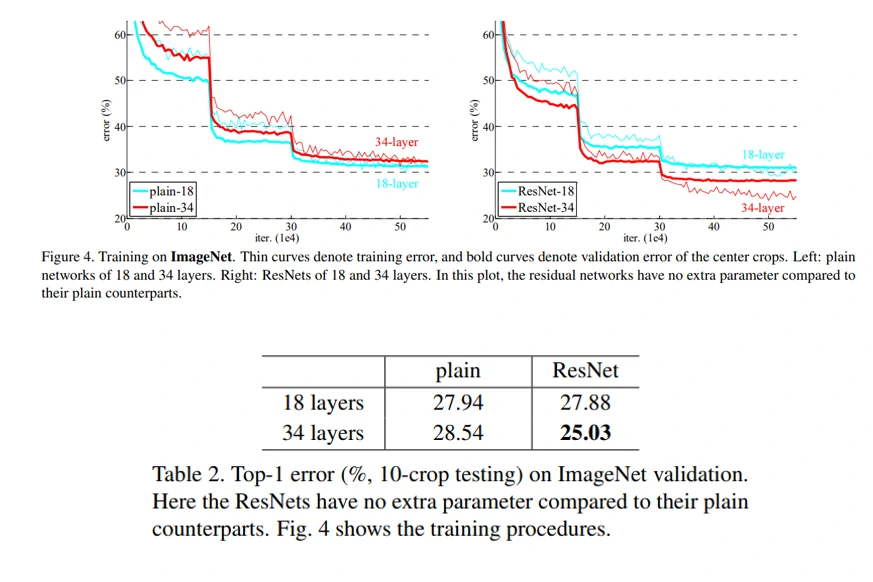 60
50
40
30
20
error (%)
0
10
20
30
40
50
iter. (1e4)
plain-18
plain-34
34-layer
18-layer
60
50
40
30
20
error (%)
0
10
20
30
40
50
iter. (1e4)
ResNet-18
ResNet-34
18-layer
34-layer
Figure 4. Training on ImageNet. Thin curves denote training error, and bold curves denote validation error of the center crops. Left: plain
networks of 18 and 34 layers. Right: ResNets of 18 and 34 layers. In this plot, the residual networks have no extra parameter compared to
their plain counterparts.
plain ResNet
18 layers 27.94 27.88
34 layers 28.54 25.03
Table 2. Top-1 error (%, 10-crop testing) on ImageNet validation.
Here the ResNets have no extra parameter compared to their plain
counterparts. Fig. 4 shows the training procedures.